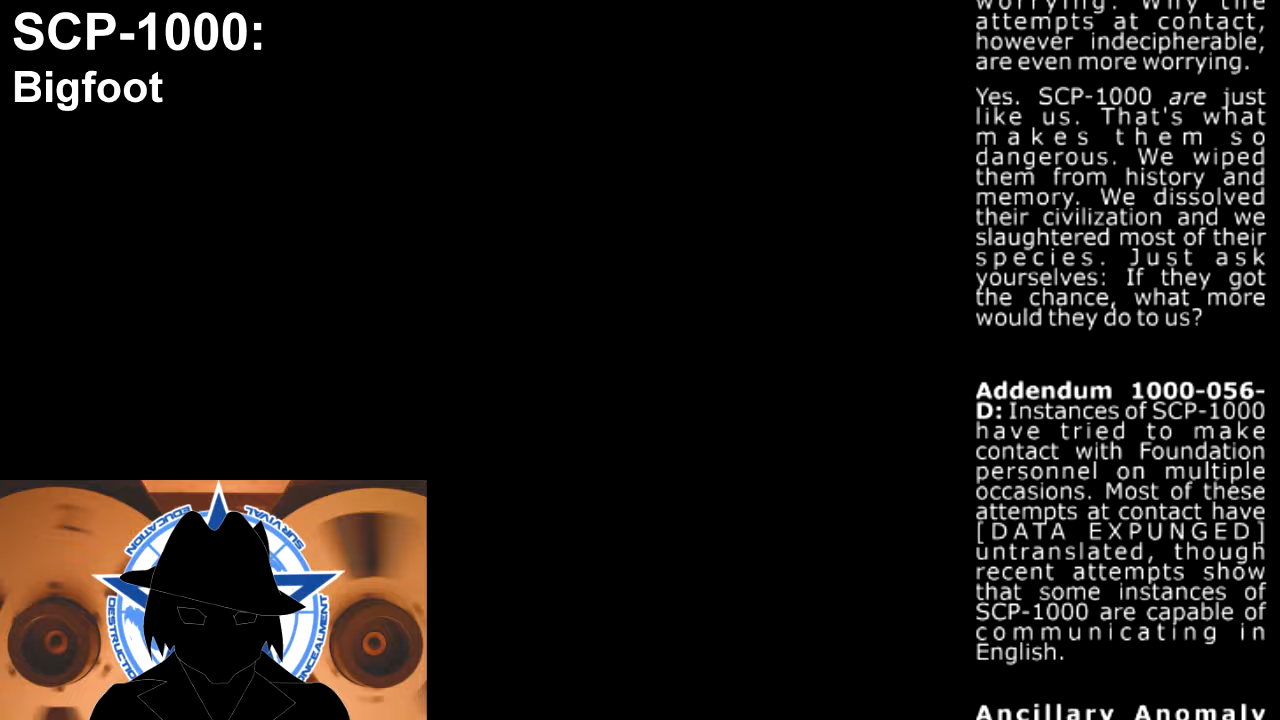 SCP-1000:
Bigfoot
worrying. Why the
attempts at contact,
however indecipherable,
are even more worrying.
Yes. SCP-1000 are just
like us. That's what
makes them so
dangerous. We wiped
them from history and
memory. We dissolved
their civilization and we
slaughtered most of their
species. Just ask
yourselves: If they got
the chance, what more
would they do to us?
Addendum 1000-056-
D: Instances of SCP-1000
have tried to make
contact with Foundation
personnel on multiple
occasions. Most of these
attempts at contact have
[DATA EXPUNGED]
untranslated, though
recent attempts show
that some instances of
SCP-1000 are capable of
communicating in
English.
Ancillary Anomaly
EDUCATION
SURVIVAL